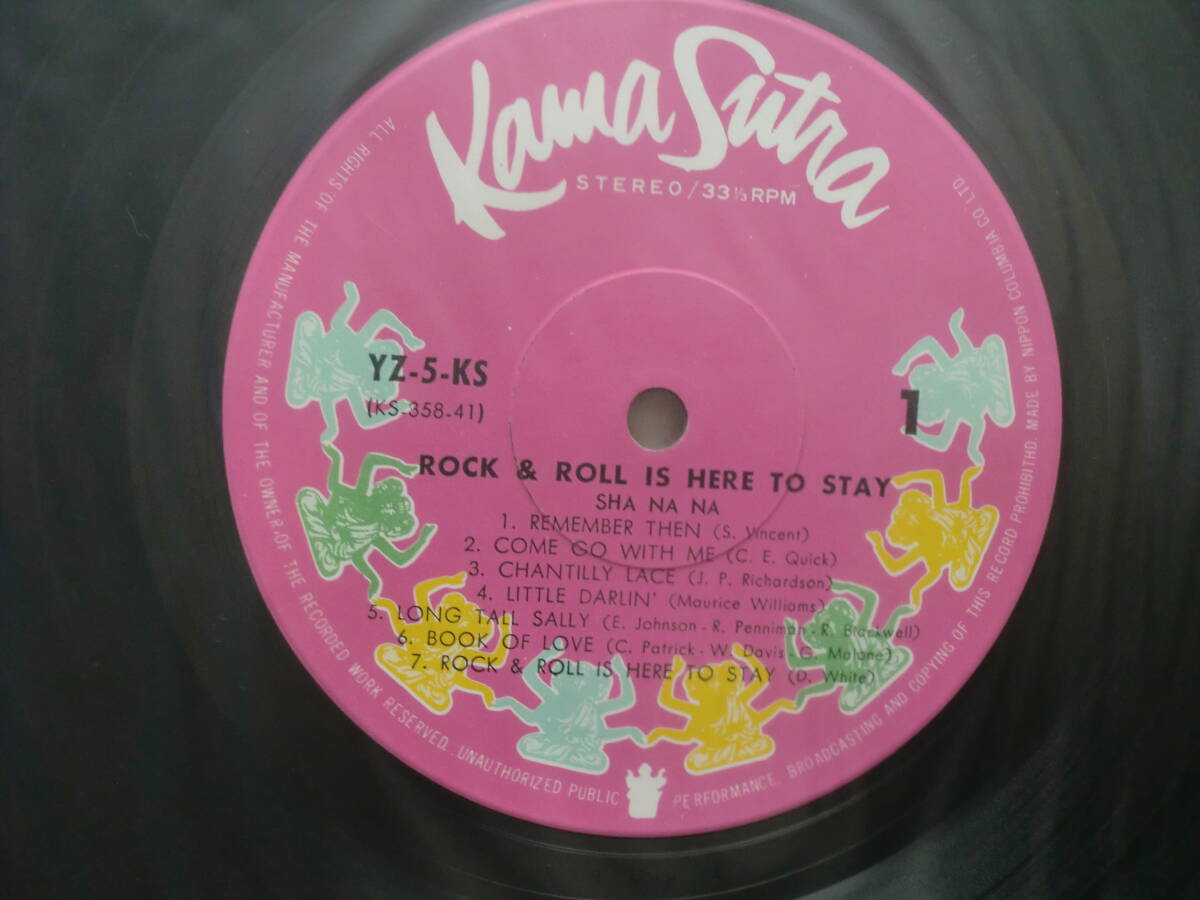 Kama Sutra
STEREO/33⅓RPM
YZ-5-KS
(KS-358-41)
1
ROCK & ROLL IS HERE TO STAY
SHA NA NA
1. REMEMBER THEN (S. Vincent)
2. COME GO WITH ME (C. E. Quick)
3. CHANTILLY LACE (J. P. Richardson)
4. LITTLE DARLIN' (Maurice Williams)
5. LONG TALL SALLY (E. Johnson-R. Penniman-R. Blackwell)
6. BOOK OF LOVE (C. Patrick-W. Davis-G. Malone)
7. ROCK & ROLL IS HERE TO STAY (D. White)
ALL RIGHTS OF THE MANUFACTURER AND OF THE OWNER OF THE RECORDED WORK RESERVED. UNAUTHORIZED PUBLIC PERFORMANCE. BROADCASTING AND COPYING OF THIS RECORD PROHIBITHD. MADE BY NIPPON COLUMBIA CO. LTD.